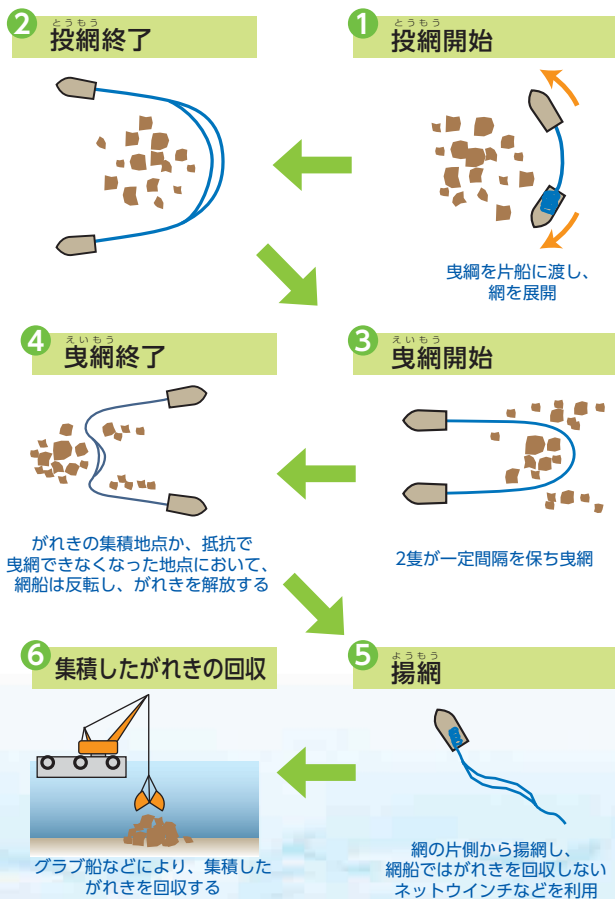 ① とうもう
投網開始
曳綱を片船に渡し、
網を展開
② とうもう
投網終了
③ えいもう
曳網開始
2隻が一定間隔を保ち曳網
④ えいもう
曳網終了
がれきの集積地点か、抵抗で
曳網できなくなった地点において、
網船は反転し、がれきを解放する
⑤ ようもう
揚網
網の片側から揚網し、
網船ではがれきを回収しない
ネットウインチなどを利用
⑥ 集積したがれきの回収
グラブ船などにより、集積した
がれきを回収する